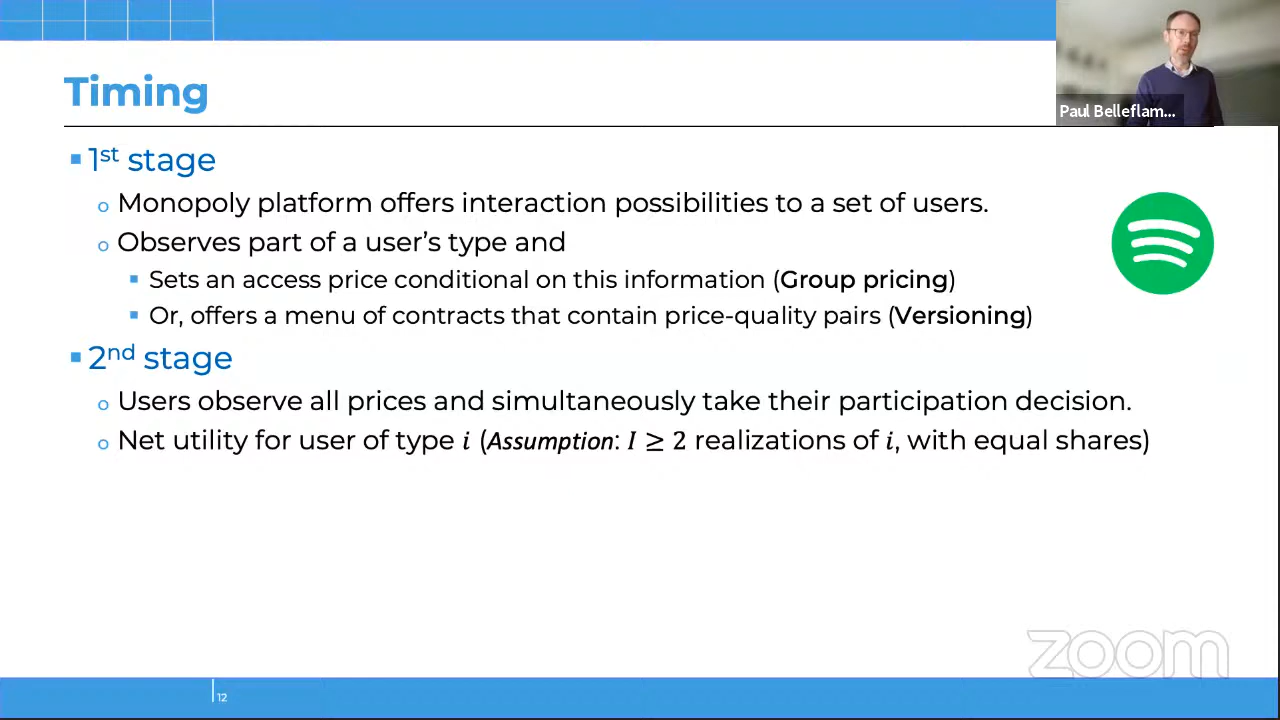 Timing
Paul Belleflam...
1st stage
Monopoly platform offers interaction possibilities to a set of users.
Observes part of a user's type and
Sets an access price conditional on this information (Group pricing)
Or, offers a menu of contracts that contain price-quality pairs (Versioning)
2nd stage
Users observe all prices and simultaneously take their participation decision.
Net utility for user of type i (Assumption: I ≥ 2 realizations of i, with equal shares)
zoom
12